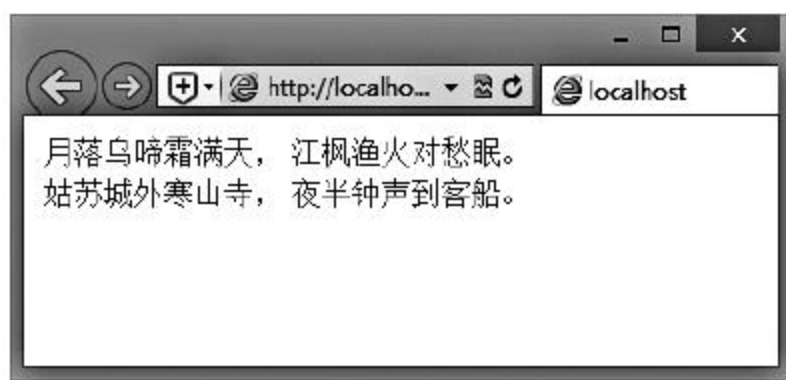 http://localho...
localhost
月落乌啼霜满天， 江枫渔火对愁眠。
姑苏城外寒山寺， 夜半钟声到客船。